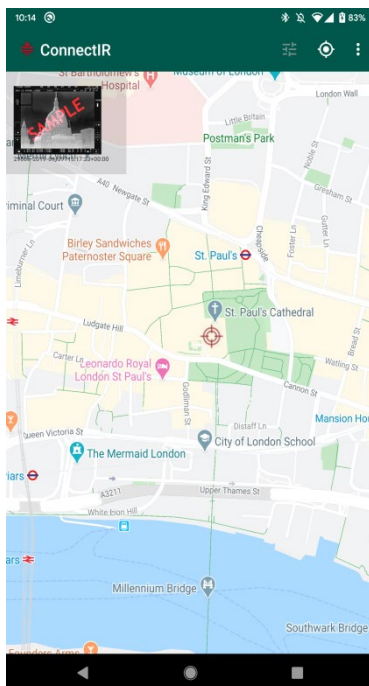 10:14
83%
ConnectIR
St Bartholomew's
Hospital
Museum of London
London Wall
SAMPLE
Little Britain
Postman's Park
Noble St
A40
Newgate St
King Edward St
Gresham St
iminal Court
Gutter Ln
Foster Ln
Cheapside
Birley Sandwiches
Paternoster Square
St. Paul's
Limeburner Ln
St. Paul's Cathedral
Ludgate Hill
Bread St
Watling St
Carter Ln
Leonardo Royal
London St Paul's
Cannon St
Godliman St
Mansion Hou
Distaff Ln
ueen Victoria St
City of London School
The Mermaid London
riars
A3211
Upper Thames St
White Lion Hill
ars
Millennium Bridge
Southwark Bridge
Founders Arms